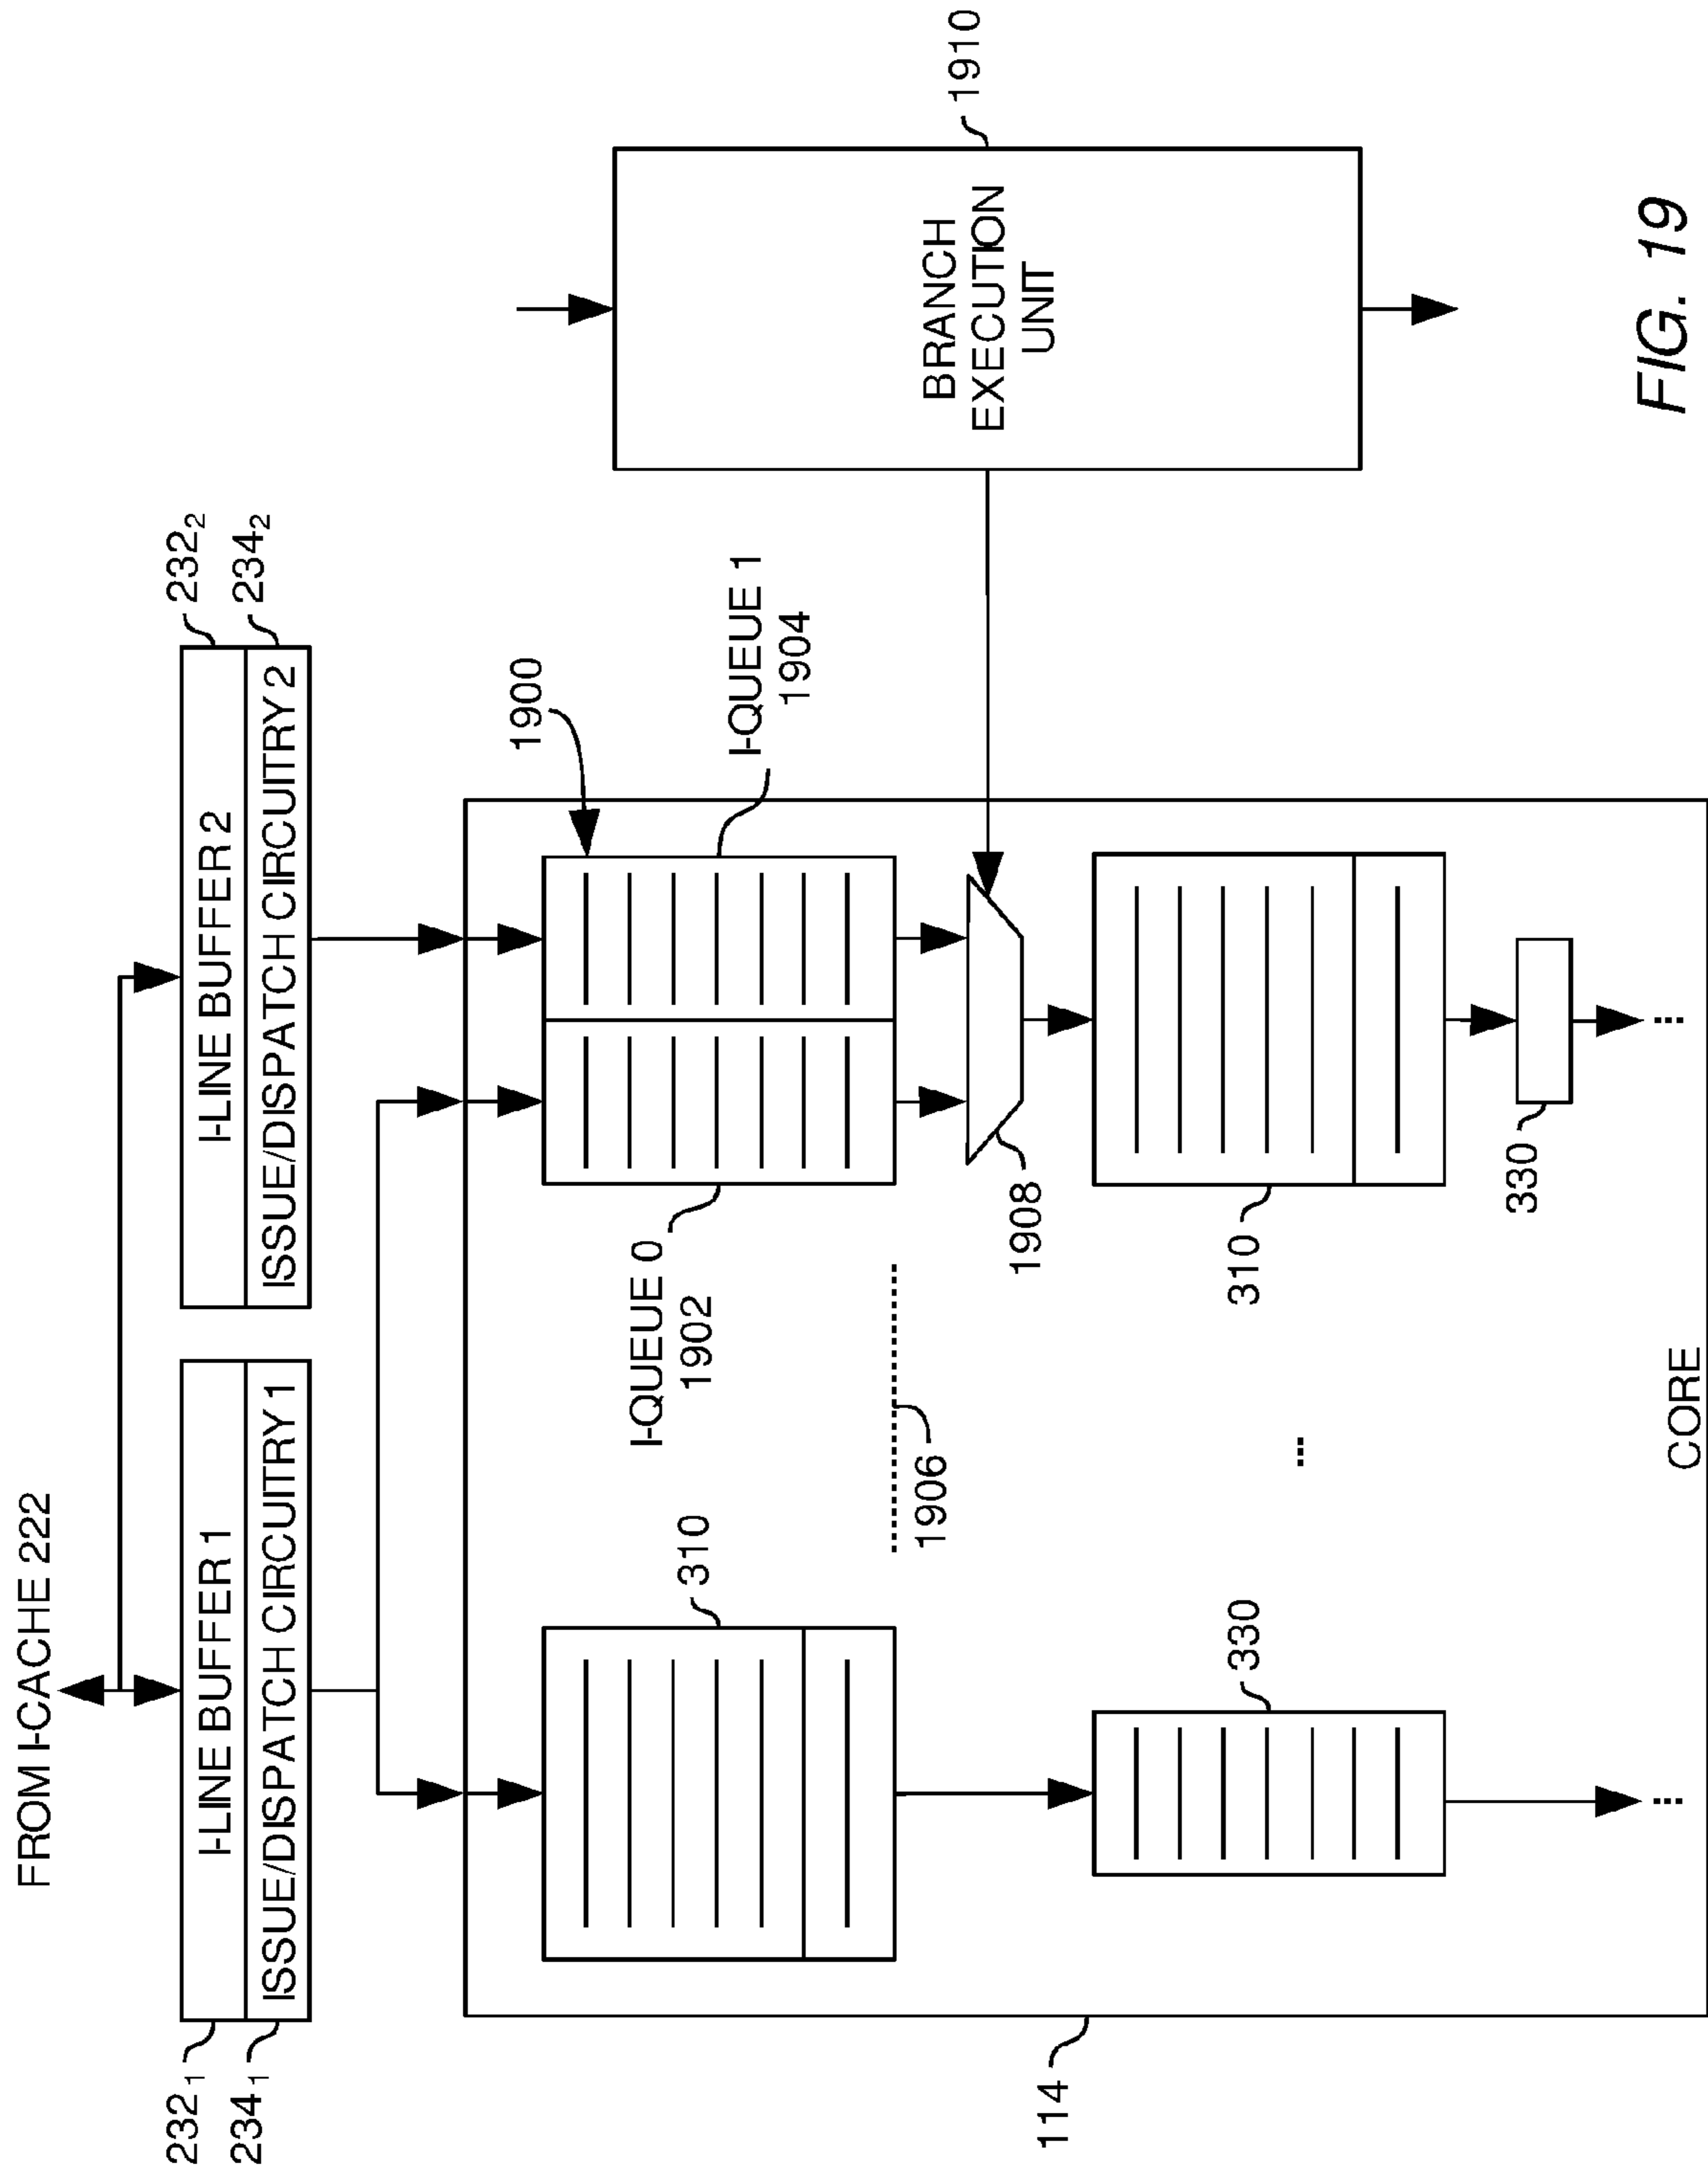 FROM I-CACHE 222
232₁
I-LINE BUFFER 1
I-LINE BUFFER 2
232₂
234₁
ISSUE/DISPATCH CIRCUITRY 1
ISSUE/DISPATCH CIRCUITRY 2
234₂
1900
310
I-QUEUE 0
1902
I-QUEUE 1
1904
1906
1908
114
330
310
BRANCH
EXECUTION
UNIT
1910
330
...
...
...
CORE
FIG. 19